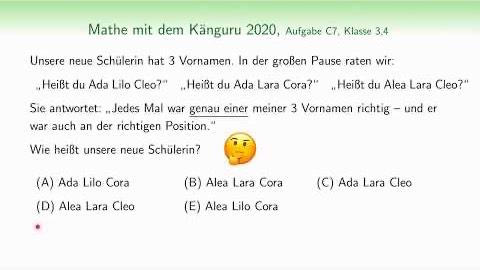 Mathe mit dem Känguru 2020, Aufgabe C7, Klasse 3,4
Unsere neue Schülerin hat 3 Vornamen. In der großen Pause raten wir:
„Heißt du Ada Lilo Cleo?“ „Heißt du Ada Lara Cora?“ „Heißt du Alea Lara Cleo?“
Sie antwortet: „Jedes Mal war genau einer meiner 3 Vornamen richtig – und er
war auch an der richtigen Position.“
Wie heißt unsere neue Schülerin?
(A) Ada Lilo Cora (B) Alea Lara Cora (C) Ada Lara Cleo
(D) Alea Lara Cleo (E) Alea Lilo Cora